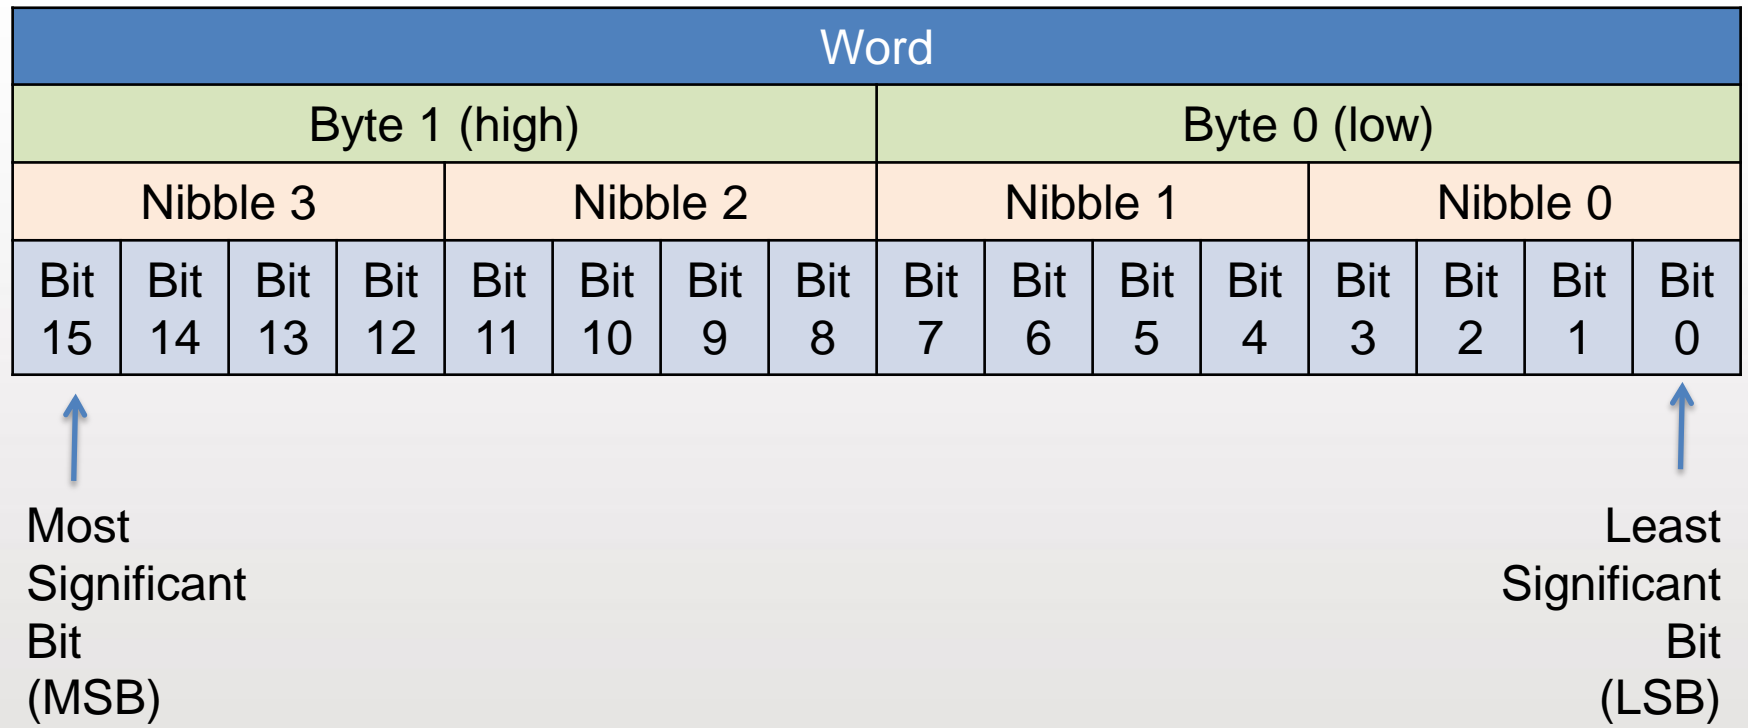 Word
Byte 1 (high) Byte 0 (low)
Nibble 3 Nibble 2 Nibble 1 Nibble 0
Bit Bit Bit Bit Bit Bit Bit Bit Bit Bit Bit Bit Bit Bit Bit Bit
15 14 13 12 11 10 9 8 7 6 5 4 3 2 1 0
Most
Significant
Bit
(MSB)
Least
Significant
Bit
(LSB)